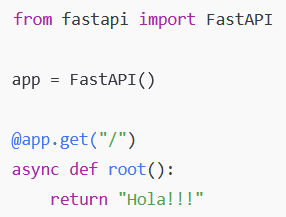 from fastapi import FastAPI
app = FastAPI()
@app.get("/")
async def root():
    return "Hola!!!"